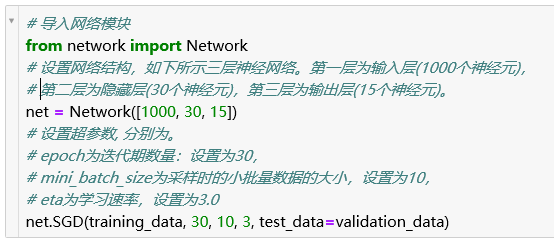 # 导入网络模块
from network import Network
# 设置网络结构，如下所示三层神经网络。第一层为输入层(1000个神经元)，
# 第二层为隐藏层(30个神经元)，第三层为输出层(15个神经元)。
net = Network([1000, 30, 15])
# 设置超参数, 分别为。
# epoch为迭代期数量：设置为30，
# mini_batch_size为采样时的小批量数据的大小，设置为10，
# eta为学习速率，设置为3.0
net.SGD(training_data, 30, 10, 3, test_data=validation_data)